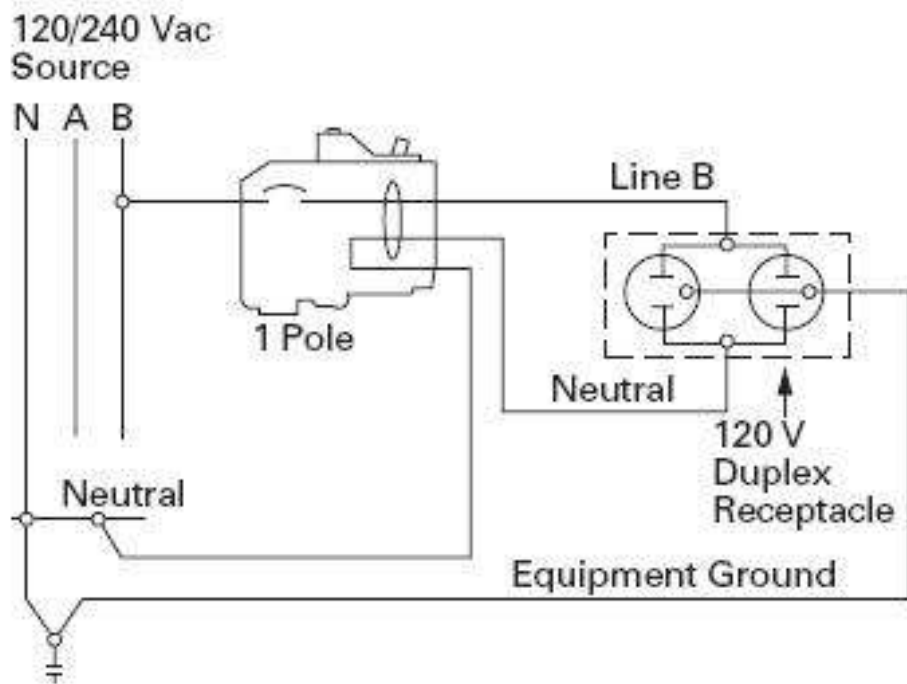 120/240 Vac
Source
N A B
Line B
1 Pole
Neutral
120 V
Duplex
Receptacle
Neutral
Equipment Ground